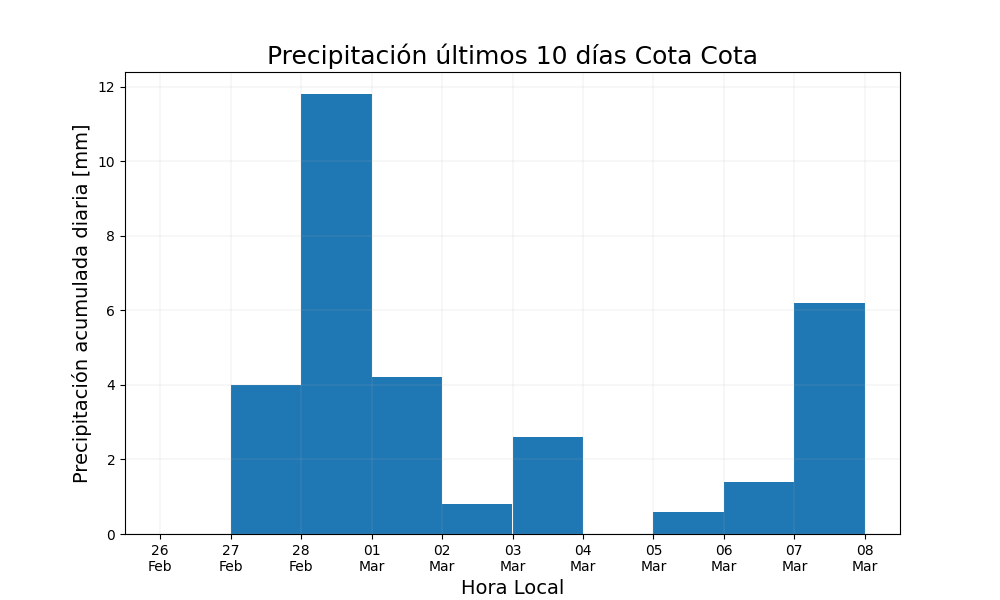 Precipitación últimos 10 días Cota Cota
Precipitación acumulada diaria [mm]
12
10
8
6
4
2
0
26 27 28 01 02 03 04 05 06 07 08
Feb Feb Feb Mar Mar Mar Mar Mar Mar Mar Mar
Hora Local